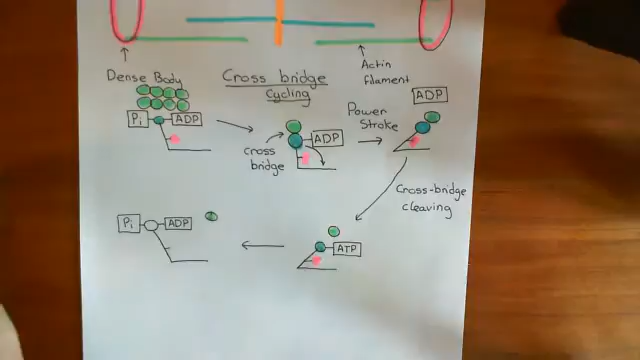 Dense Body
Actin
filament
Cross bridge
Cycling
Pi
ADP
cross
bridge
ADP
Power
Stroke
ADP
Cross-bridge
cleaving
ATP
Pi
ADP